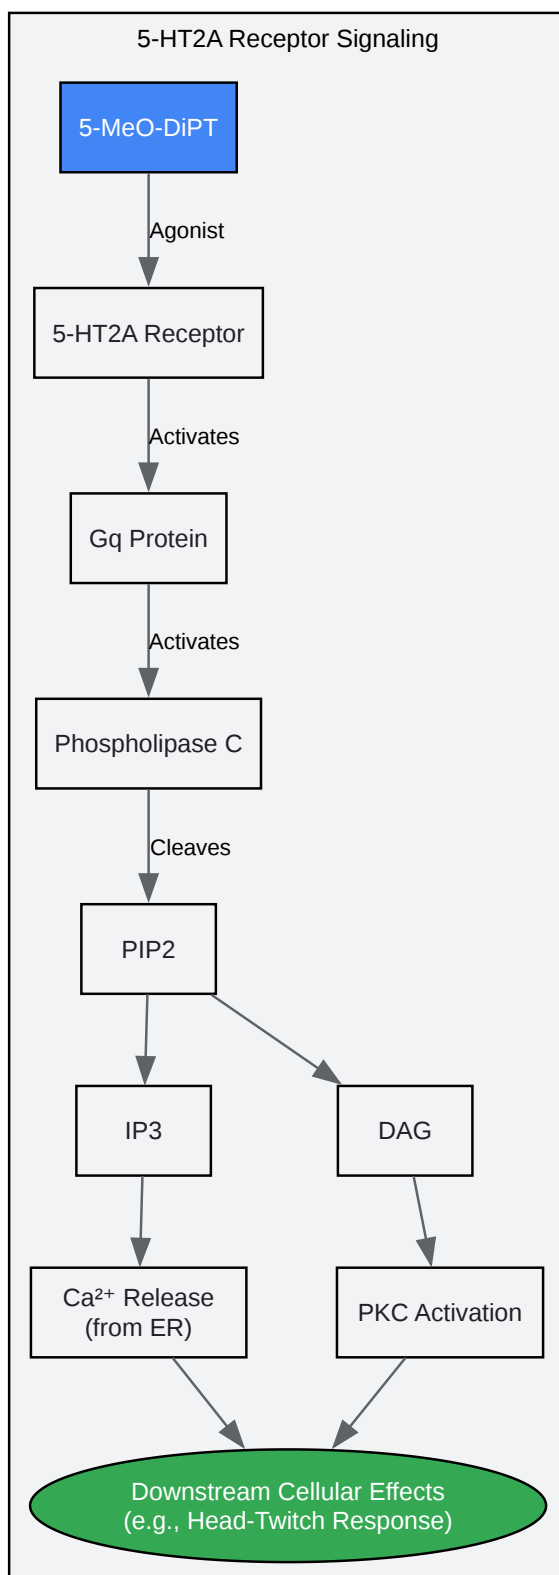 5-HT2A Receptor Signaling
5-MeO-DiPT
Agonist
5-HT2A Receptor
Activates
Gq Protein
Activates
Phospholipase C
Cleaves
PIP2
IP3
DAG
Ca²⁺ Release
(from ER)
PKC Activation
Downstream Cellular Effects
(e.g., Head-Twitch Response)